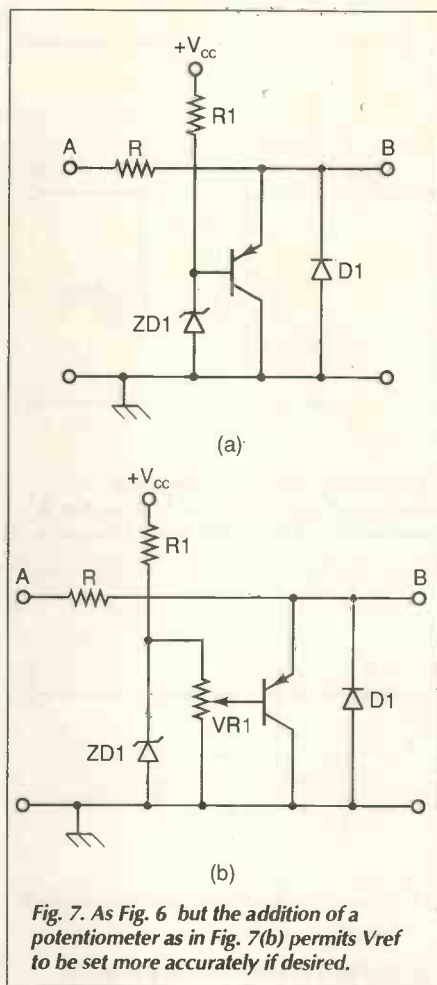 +Vcc
R1
A
R
B
D1
ZD1
(a)
+Vcc
R1
A
R
B
VR1
D1
ZD1
(b)
Fig. 7. As Fig. 6 but the addition of a
potentiometer as in Fig. 7(b) permits Vref
to be set more accurately if desired.